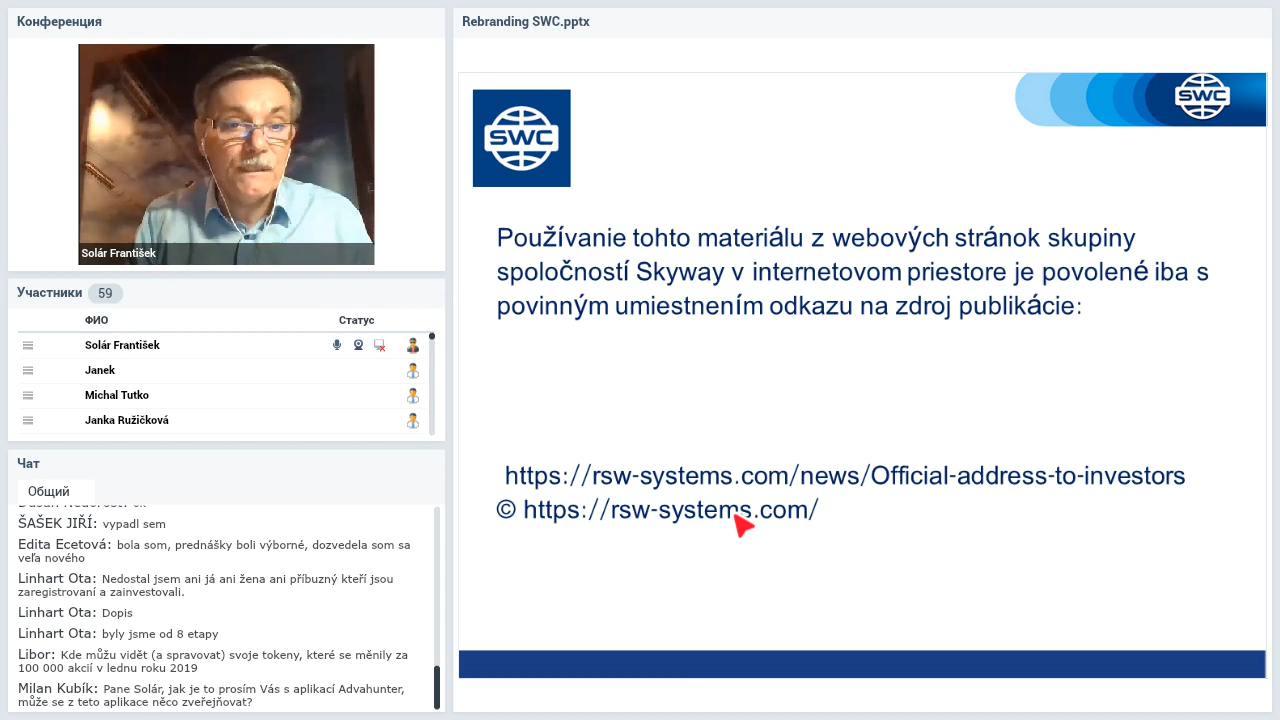 Конференция
Solár František
Участники 59
ФИО Статус
Solár František
Janek
Michal Tutko
Janka Ružičková
Чат
Общий
ŠAŠEK JIŘÍ: vypadl sem
Edita Ecetová: bola som, prednášky boli výborné, dozvedela som sa
veľa nového
Linhart Ota: Nedostal jsem ani já ani žena ani příbuzný kteří jsou
zaregistrovaní a zainvestovali.
Linhart Ota: Dopis
Linhart Ota: byly jsme od 8 etapy
Libor: Kde můžu vidět (a spravovat) svoje tokeny, které se měnily za
100 000 akcií v lednu roku 2019
Milan Kubík: Pane Solár, jak je to prosím Vás s aplikací Advahunter,
může se z teto aplikace něco zveřejňovat?
Rebranding SWC.pptx
SWC
SWC
Používanie tohto materiálu z webových stránok skupiny
spoločností Skyway v internetovom priestore je povolené iba s
povinným umiestnením odkazu na zdroj publikácie:
https://rsw-systems.com/news/Official-address-to-investors
© https://rsw-systems.com/